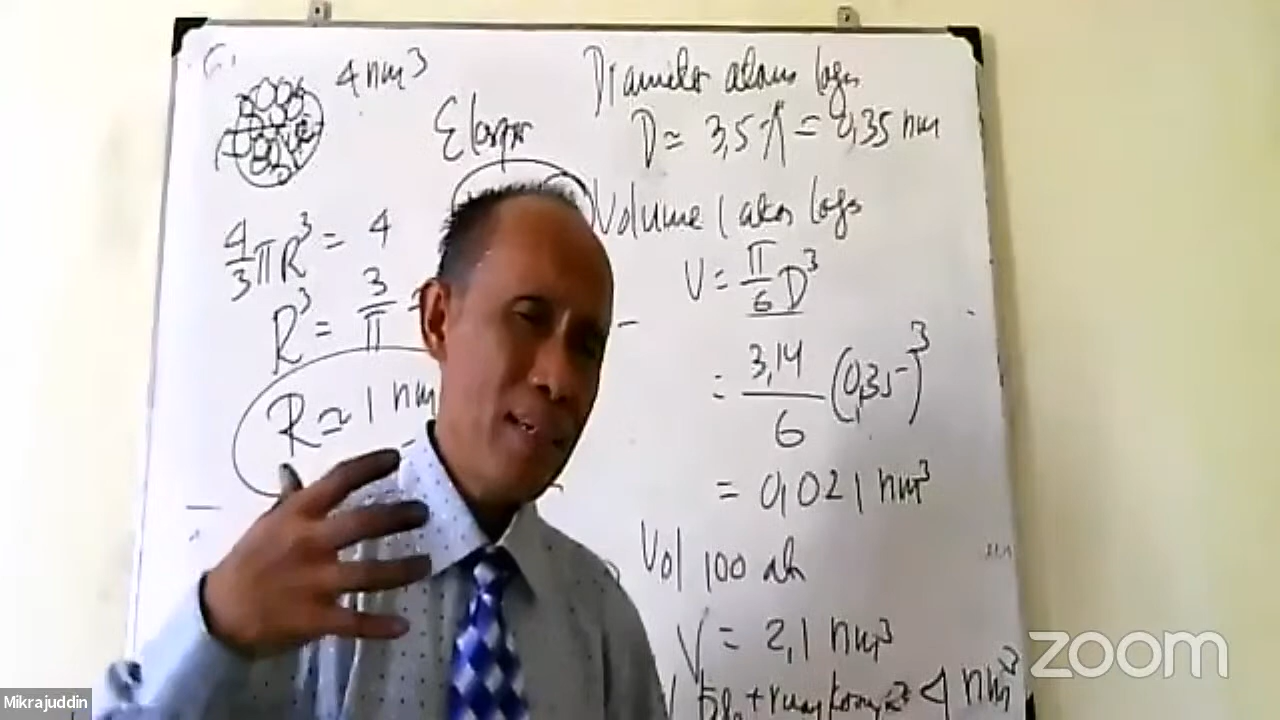 4 nm³
4/3 πR³ = 4
R³ = 3/π
R ≃ 1 nm
Diameter atom logam
D ≃ 3,5 Å = 0,35 nm
Volume 1 atom logam
V = π/6 D³
= 3,14/6 (0,35)³
= 0,021 nm³
Vol 100
V = 2,1 nm³
4 nm³
zoom
Mikrajuddin